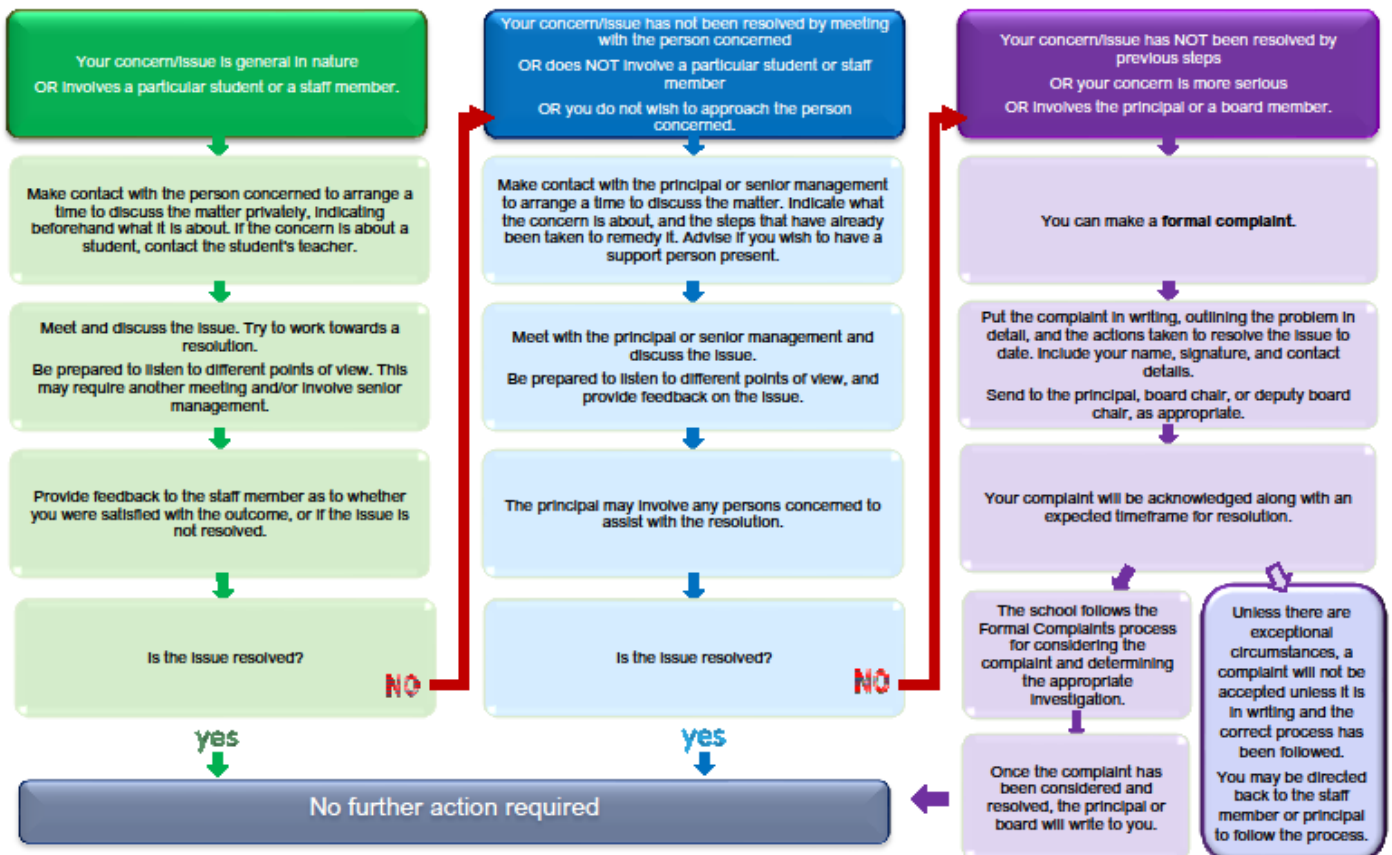 Your concern/issue is general in nature
OR involves a particular student or a staff member.
Make contact with the person concerned to arrange a
time to discuss the matter privately, indicating
beforehand what it is about. If the concern is about a
student, contact the student's teacher.
Meet and discuss the issue. Try to work towards a
resolution.
Be prepared to listen to different points of view. This
may require another meeting and/or involve senior
management.
Provide feedback to the staff member as to whether
you were satisfied with the outcome, or if the issue is
not resolved.
Is the issue resolved?
NO
yes
Your concern/issue has not been resolved by meeting
with the person concerned
OR does NOT involve a particular student or staff
member
OR you do not wish to approach the person
concerned.
Make contact with the principal or senior management
to arrange a time to discuss the matter. Indicate what
the concern is about, and the steps that have already
been taken to remedy it. Advise if you wish to have a
support person present.
Meet with the principal or senior management and
discuss the issue.
Be prepared to listen to different points of view, and
provide feedback on the issue.
The principal may involve any persons concerned to
assist with the resolution.
Is the issue resolved?
NO
yes
Your concern/issue has NOT been resolved by
previous steps
OR your concern is more serious
OR involves the principal or a board member.
You can make a formal complaint.
Put the complaint in writing, outlining the problem in
detail, and the actions taken to resolve the issue to
date. Include your name, signature, and contact
details.
Send to the principal, board chair, or deputy board
chair, as appropriate.
Your complaint will be acknowledged along with an
expected timeframe for resolution.
The school follows the
Formal Complaints process
for considering the
complaint and determining
the appropriate
investigation.
Once the complaint has
been considered and
resolved, the principal or
board will write to you.
Unless there are
exceptional
circumstances, a
complaint will not be
accepted unless it is
in writing and the
correct process has
been followed.
You may be directed
back to the staff
member or principal
to follow the process.
No further action required